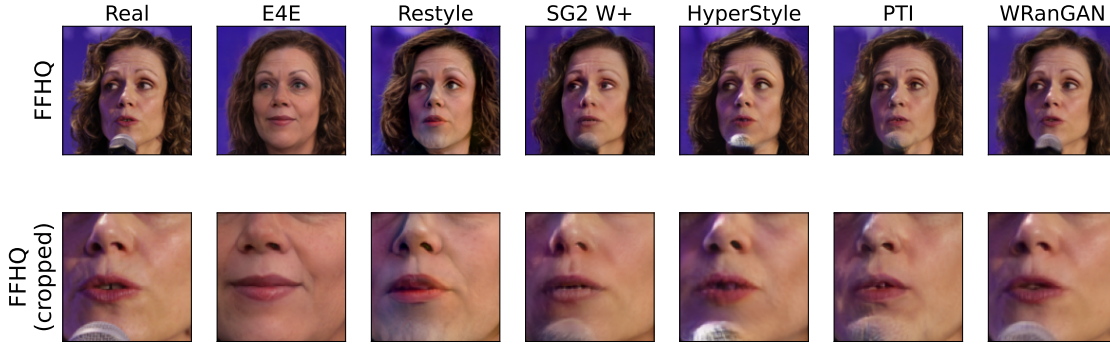 Real E4E Restyle SG2 W+ HyperStyle PTI WRanGAN
FFHQ
FFHQ
(cropped)